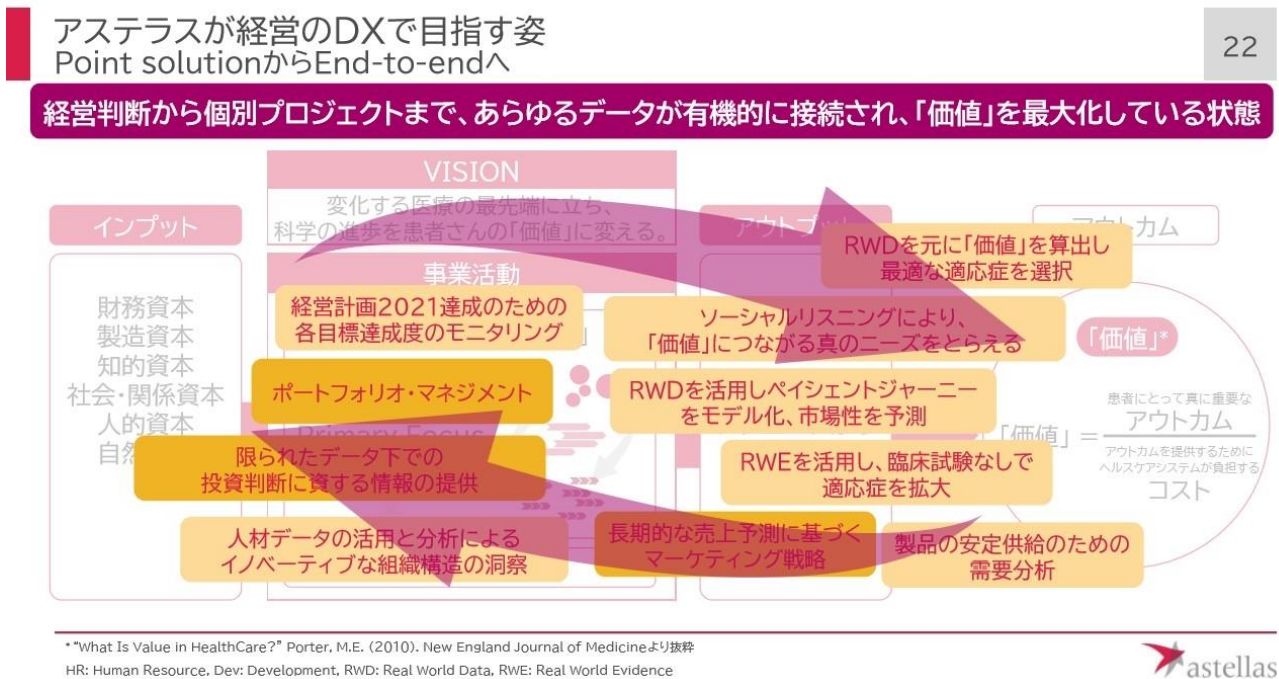 アステラスが経営のDXで目指す姿
Point solutionからEnd-to-endへ
22
経営判断から個別プロジェクトまで、あらゆるデータが有機的に接続され、「価値」を最大化している状態
VISION
変化する医療の最先端に立ち、
科学の進歩を患者さんの「価値」に変える。
インプット
アウトプット
アウトカム
事業活動
財務資本
製造資本
知的資本
社会・関係資本
人的資本
自然
RWDを元に「価値」を算出し
最適な適応症を選択
経営計画2021達成のための
各目標達成度のモニタリング
ソーシャルリスニングにより、
「価値」につながる真のニーズをとらえる
「価値」*
ポートフォリオ・マネジメント
RWDを活用しペイシェントジャーニー
をモデル化、市場性を予測
Primary Focus
患者にとって真に重要な
アウトカム
「価値」 =
アウトカムを提供するために
ヘルスケアシステムが負担する
コスト
限られたデータ下での
投資判断に資する情報の提供
RWEを活用し、臨床試験なしで
適応症を拡大
人材データの活用と分析による
イノベーティブな組織構造の洞察
長期的な売上予測に基づく
マーケティング戦略
製品の安定供給のための
需要分析
* “What Is Value in HealthCare?” Porter, M.E. (2010). New England Journal of Medicineより抜粋
HR: Human Resource, Dev: Development, RWD: Real World Data, RWE: Real World Evidence
astellas